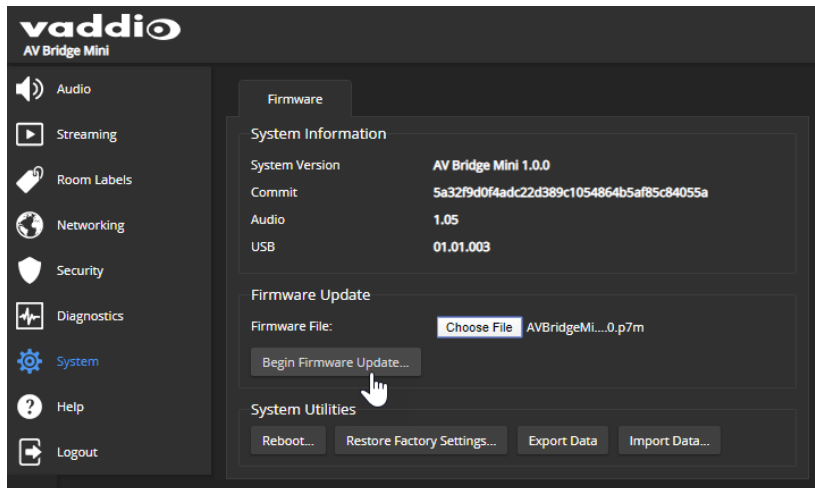 vaddio
AV Bridge Mini
Audio
Streaming
Room Labels
Networking
Security
Diagnostics
System
? Help
Logout
Firmware
System Information
System Version AV Bridge Mini 1.0.0
Commit 5a32f9d0f4adc22d389c1054864b5af85c84055a
Audio 1.05
USB 01.01.003
Firmware Update
Firmware File: Choose File AVBridgeMi....0.p7m
Begin Firmware Update...
System Utilities
Reboot... Restore Factory Settings... Export Data Import Data...